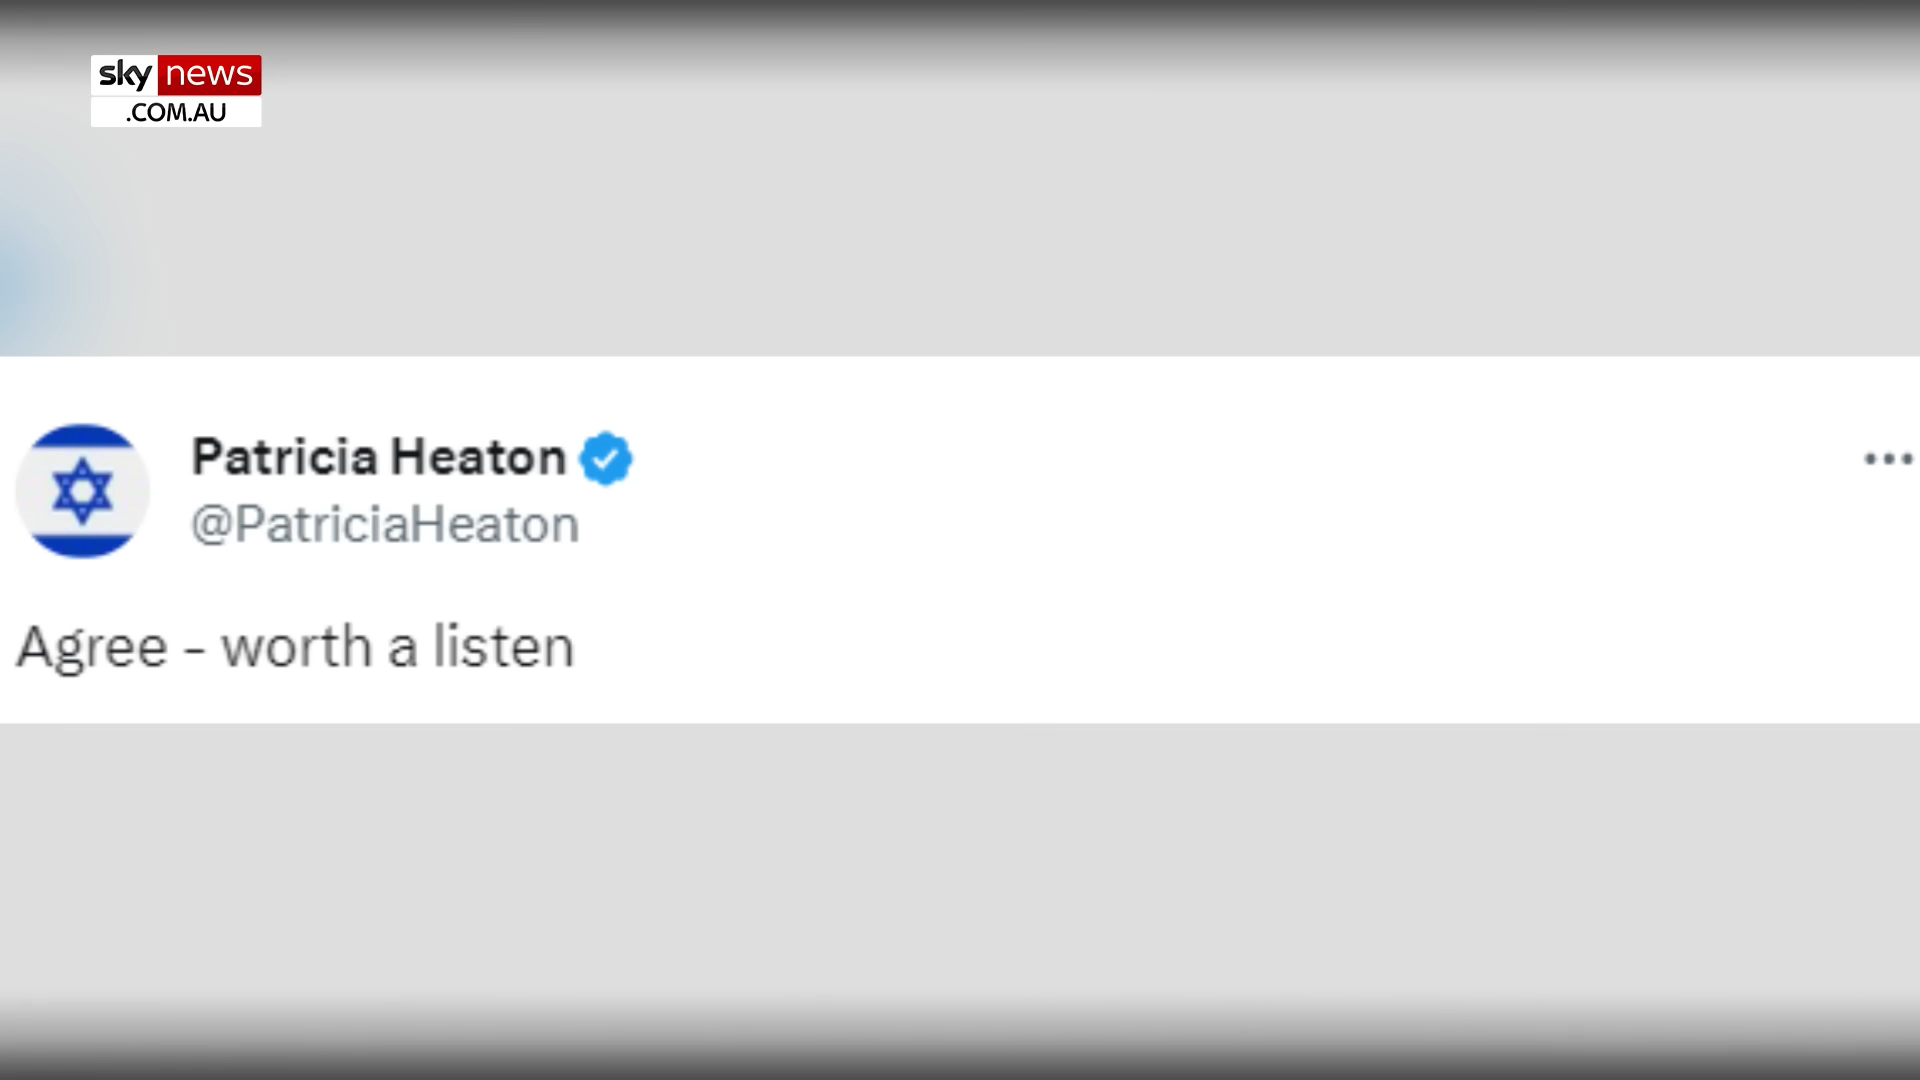 sky news
.COM.AU
Patricia Heaton
@PatriciaHeaton
Agree - worth a listen